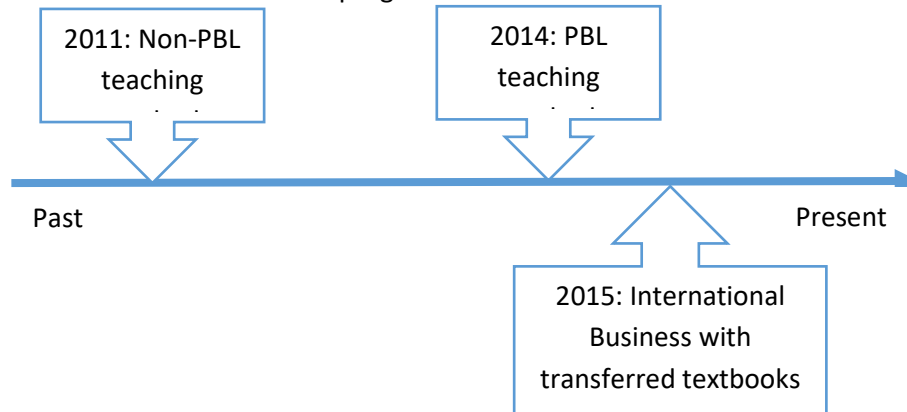 2011: Non-PBL
teaching
2014: PBL
teaching
Past
Present
2015: International
Business with
transferred textbooks